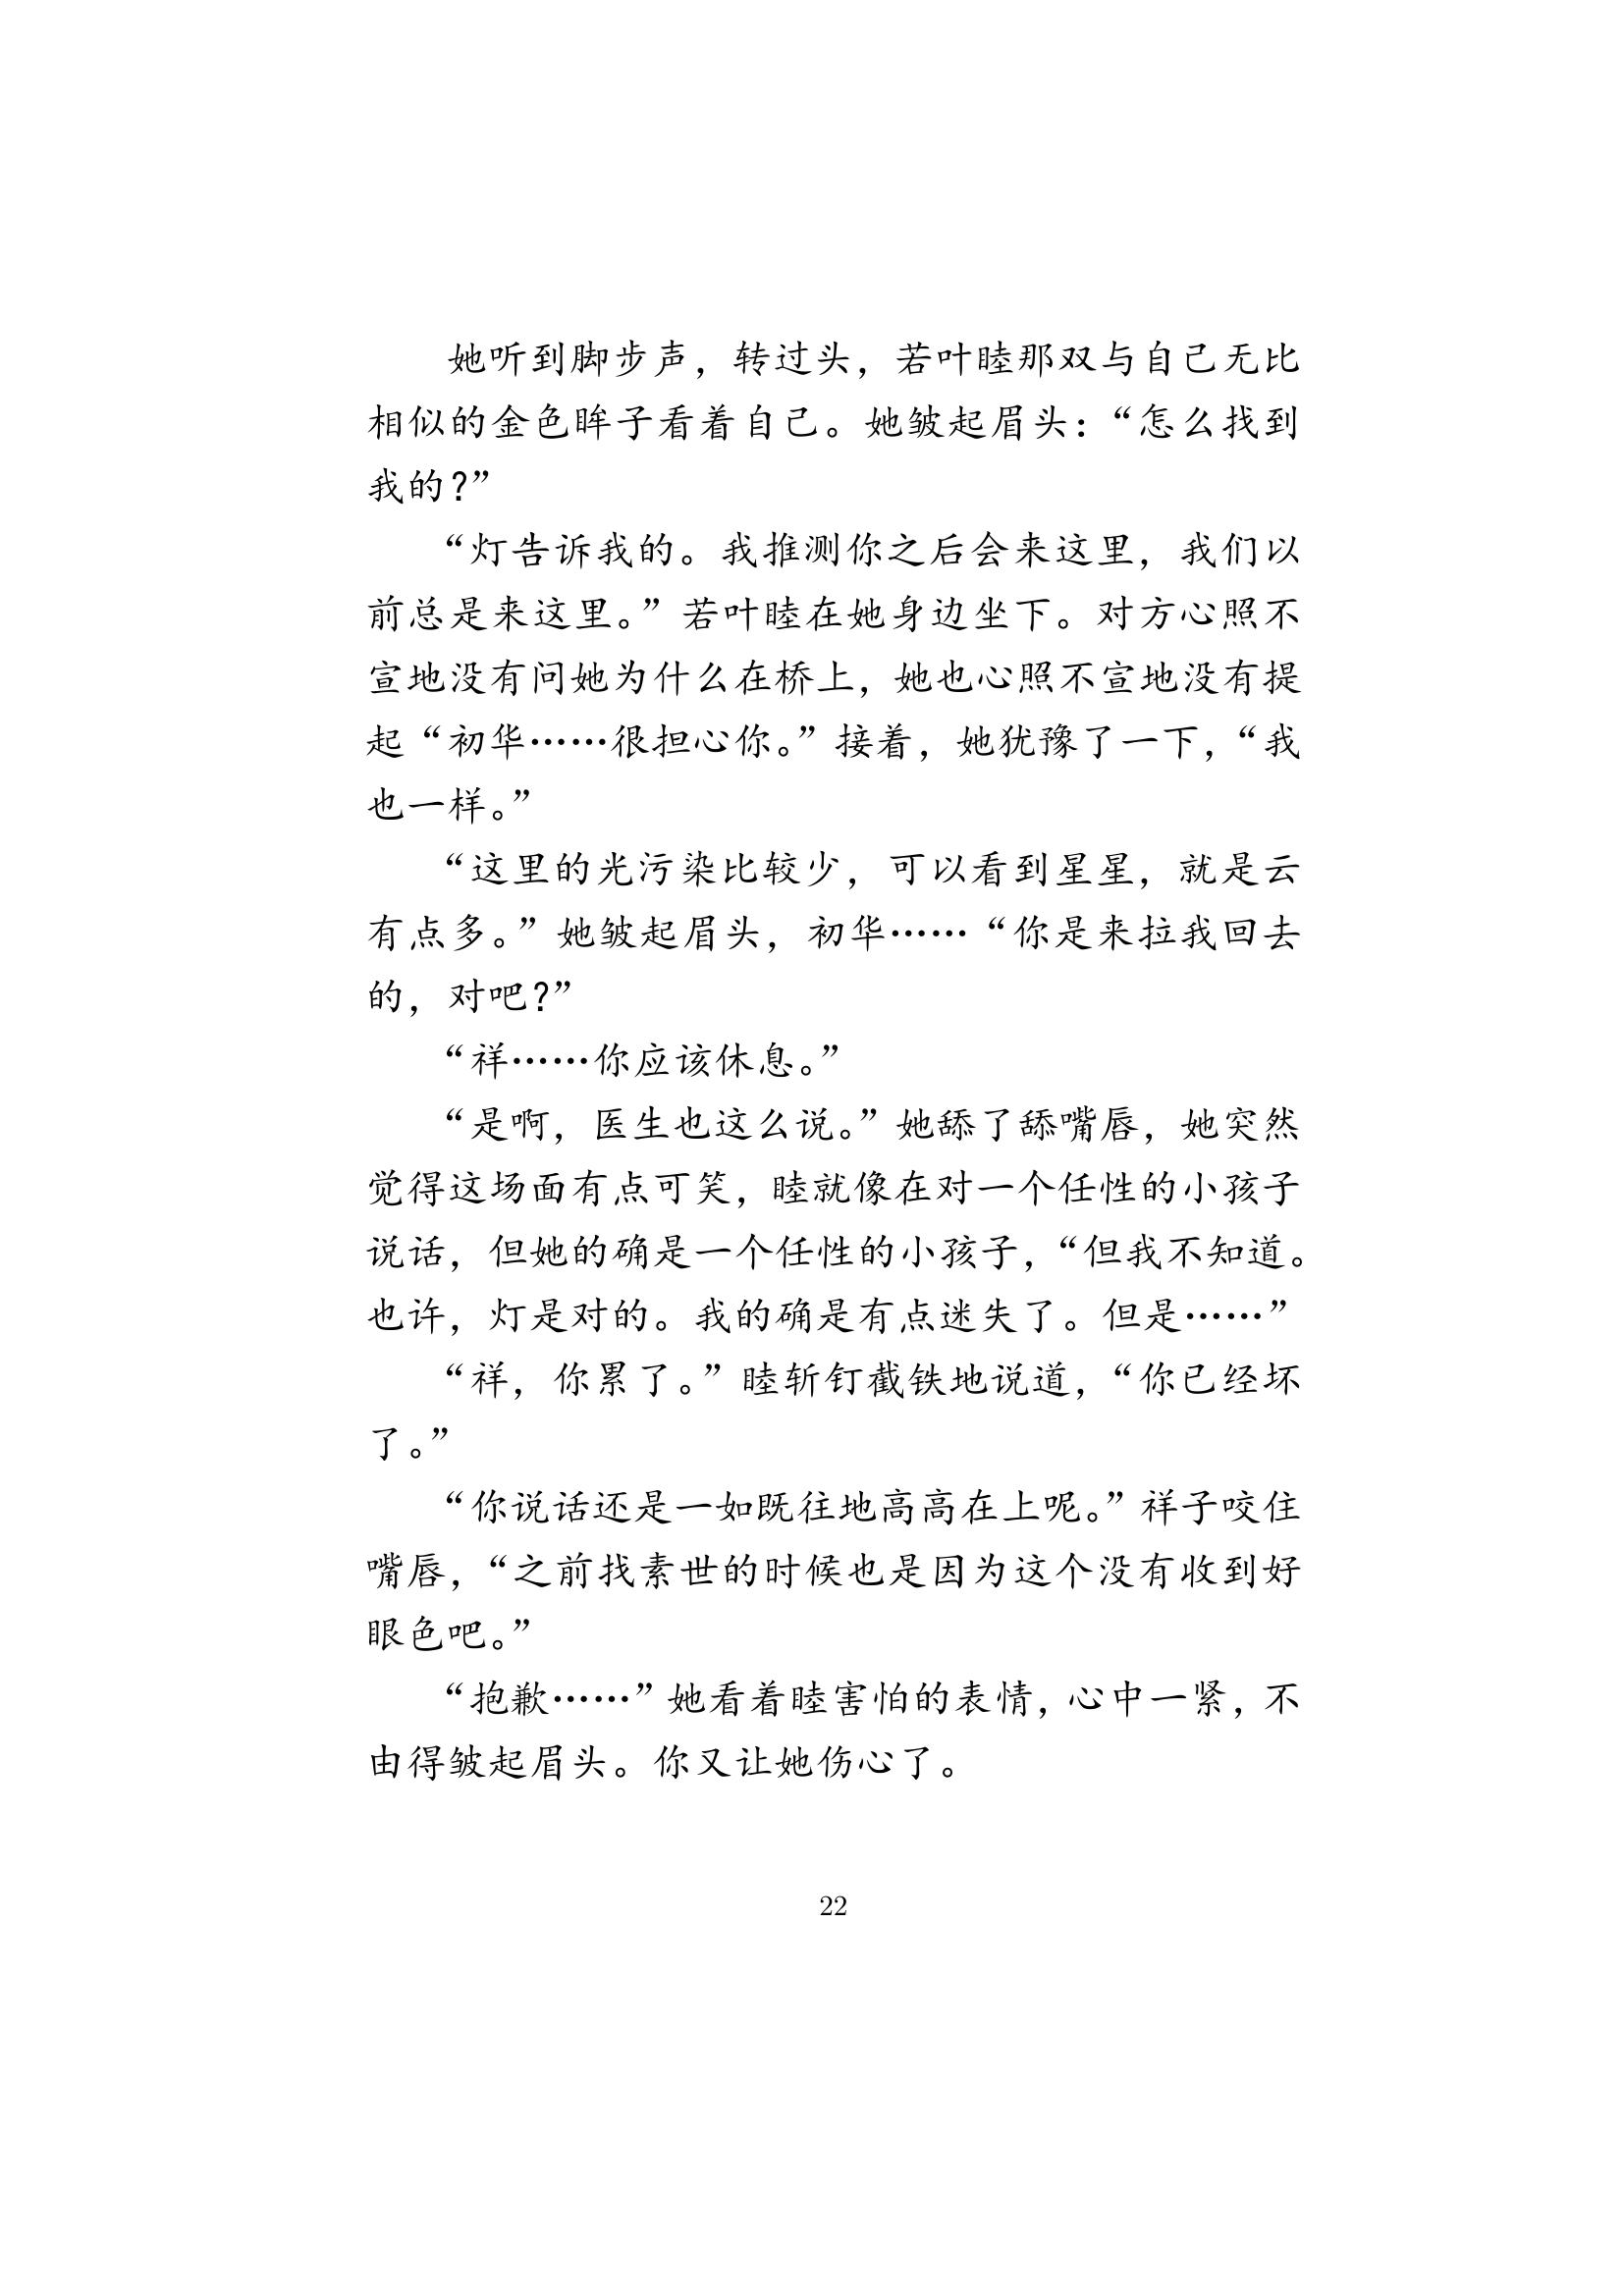 她听到脚步声，转过头，若叶睦那双与自己无比
相似的金色眸子看着自己。她皱起眉头：“怎么找到
我的？”
“灯告诉我的。我推测你之后会来这里，我们以
前总是来这里。”若叶睦在她身边坐下。对方心照不
宣地没有问她为什么在桥上，她也心照不宣地没有提
起“初华……很担心你。”接着，她犹豫了一下，“我
也一样。”
“这里的光污染比较少，可以看到星星，就是云
有点多。”她皱起眉头，初华……“你是来拉我回去
的，对吧？”
“祥……你应该休息。”
“是啊，医生也这么说。”她舔了舔嘴唇，她突然
觉得这场面有点可笑，睦就像在对一个任性的小孩子
说话，但她的确是一个任性的小孩子，“但我不知道。
也许，灯是对的。我的确是有点迷失了。但是……”
“祥，你累了。”睦斩钉截铁地说道，“你已经坏
了。”
“你说话还是一如既往地高高在上呢。”祥子咬住
嘴唇，“之前找素世的时候也是因为这个没有收到好
眼色吧。”
“抱歉……”她看着睦害怕的表情，心中一紧，不
由得皱起眉头。你又让她伤心了。
22